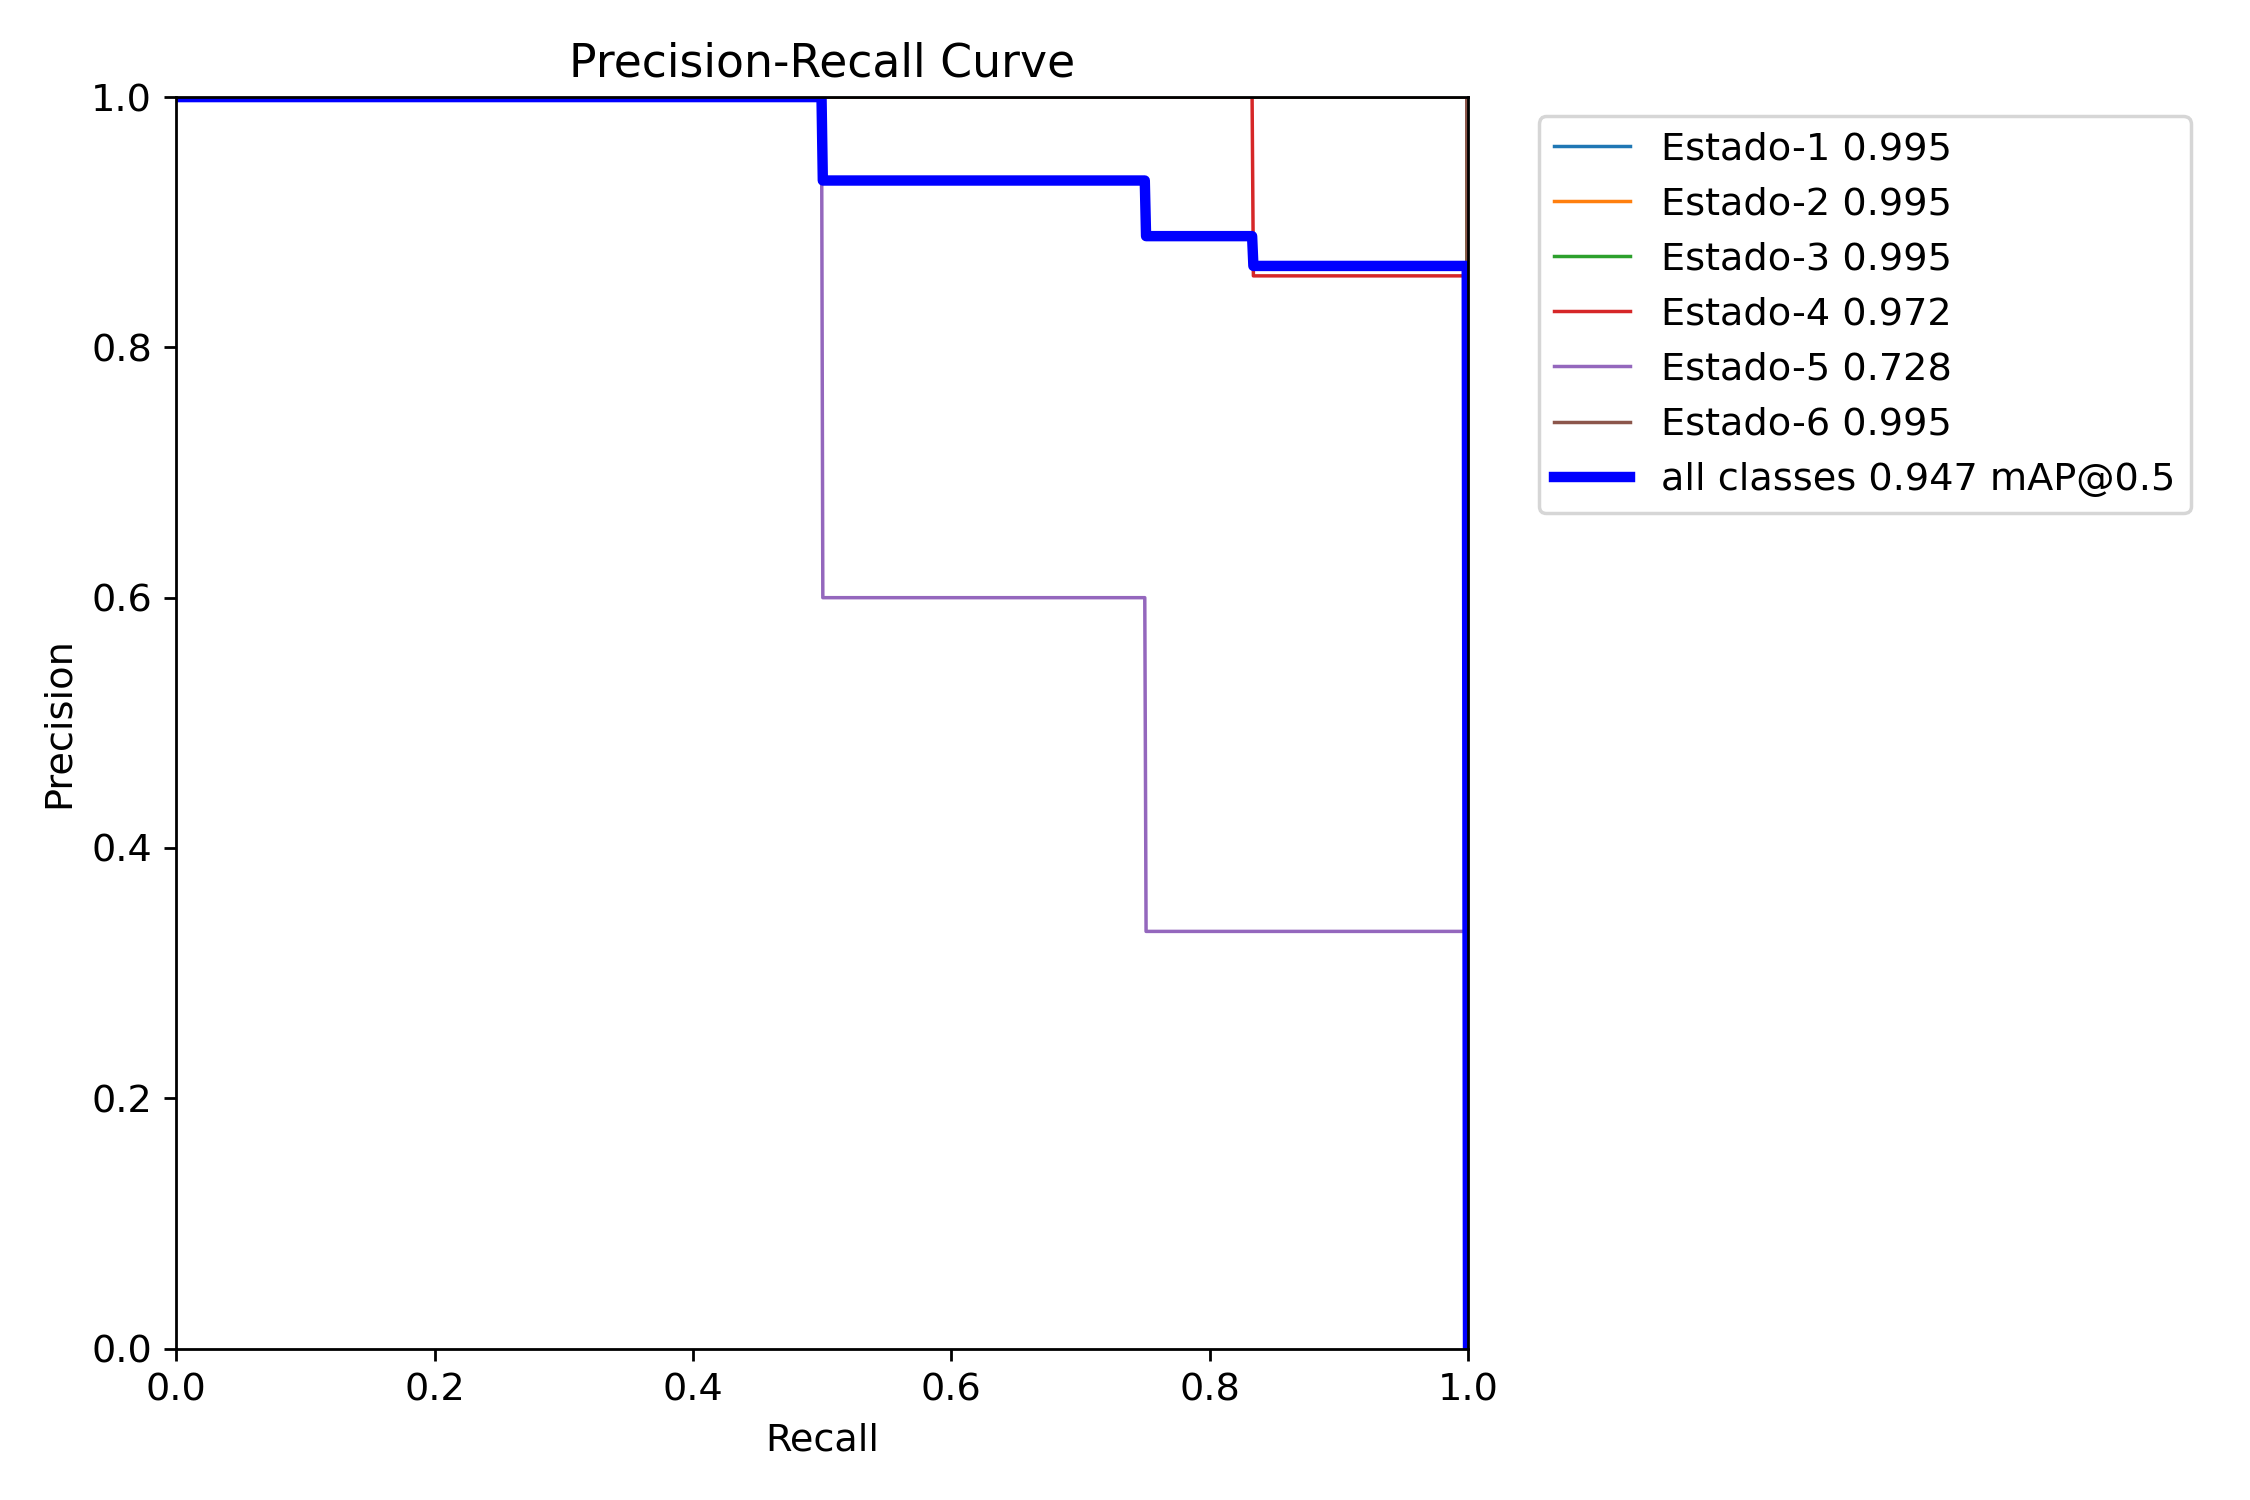 Precision-Recall Curve
1.0
0.8
0.6
0.4
0.2
0.0
Precision
0.0 0.2 0.4 0.6 0.8 1.0
Recall
Estado-1 0.995
Estado-2 0.995
Estado-3 0.995
Estado-4 0.972
Estado-5 0.728
Estado-6 0.995
all classes 0.947 mAP@0.5